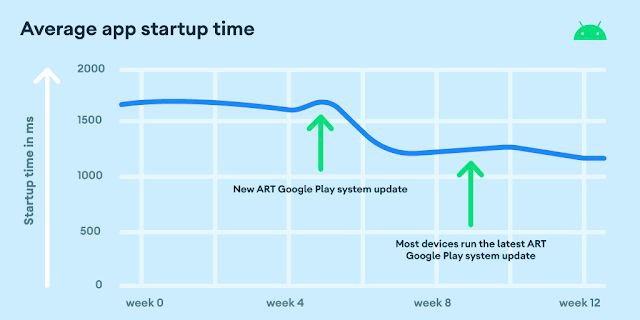 Average app startup time
Startup time in ms
2000
1500
1000
500
0
New ART Google Play system update
Most devices run the latest ART
Google Play system update
week 0
week 4
week 8
week 12